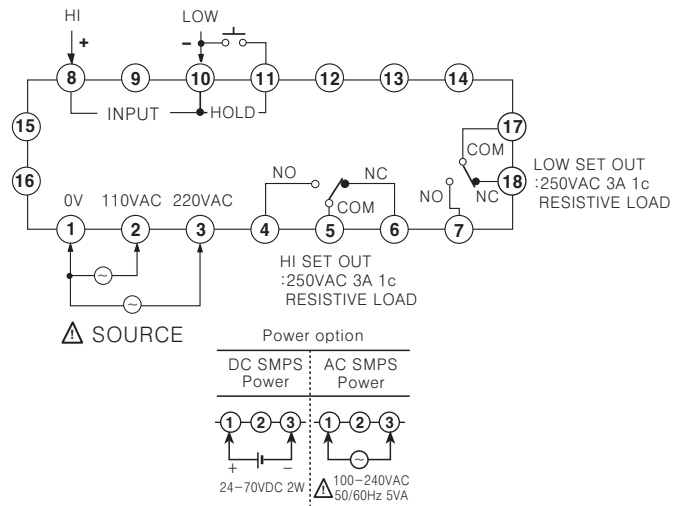 HI LOW
+ −
8 9 10 11 12 13 14
INPUT HOLD
15
17
COM
16
18
NO NC
NO NC
LOW SET OUT
:250VAC 3A 1c
RESISTIVE LOAD
0V 110VAC 220VAC
COM
1 2 3 4 5 6 7
HI SET OUT
:250VAC 3A 1c
RESISTIVE LOAD
⚠ SOURCE
Power option
DC SMPS
Power
AC SMPS
Power
1 2 3
1 2 3
+ −
24−70VDC 2W
⚠ 100−240VAC
50/60Hz 5VA